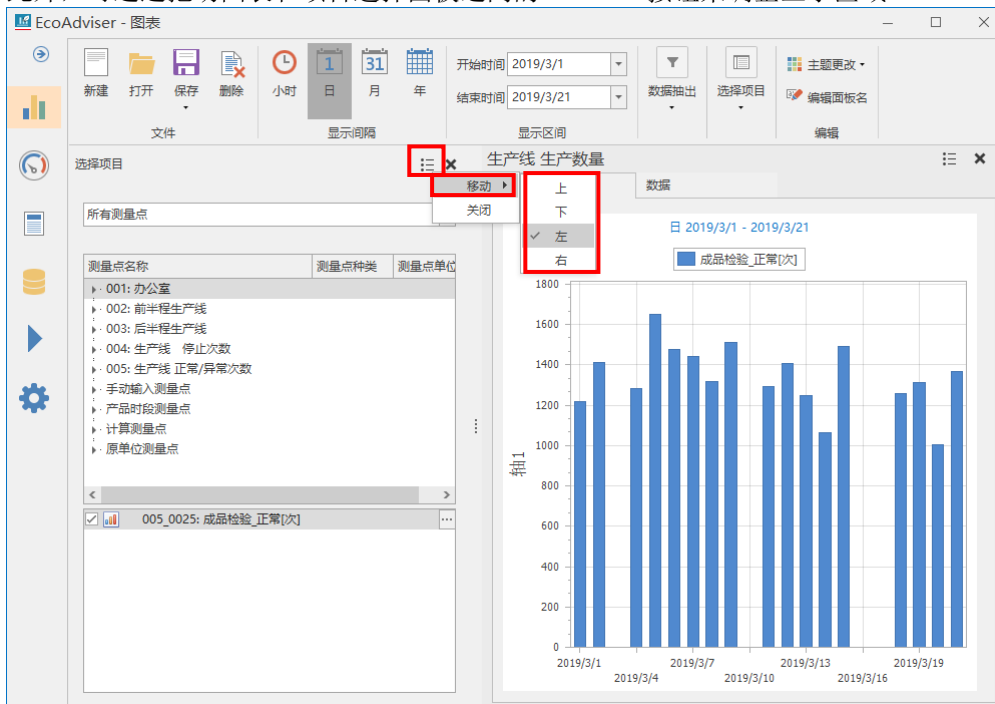 EcoAdviser - 图表
新建 打开 保存 删除
文件
小时 日 月 年
1 31
显示间隔
开始时间 2019/3/1
结束时间 2019/3/21
显示区间
数据抽出 选择项目
主题更改
编辑面板名
编辑
选择项目
移动
关闭
上
下
左
右
所有测量点
测量点名称 测量点种类 测量点单位
001: 办公室
002: 前半程生产线
003: 后半程生产线
004: 生产线 停止次数
005: 生产线 正常/异常次数
手动输入测量点
产品时段测量点
计算测量点
原单位测量点
005_0025: 成品检验_正常[次]
生产线 生产数量
数据
日 2019/3/1 - 2019/3/21
成品检验_正常[次]
轴1
1800
1600
1400
1200
1000
800
600
400
200
0
2019/3/1 2019/3/7 2019/3/13 2019/3/19
2019/3/4 2019/3/10 2019/3/16